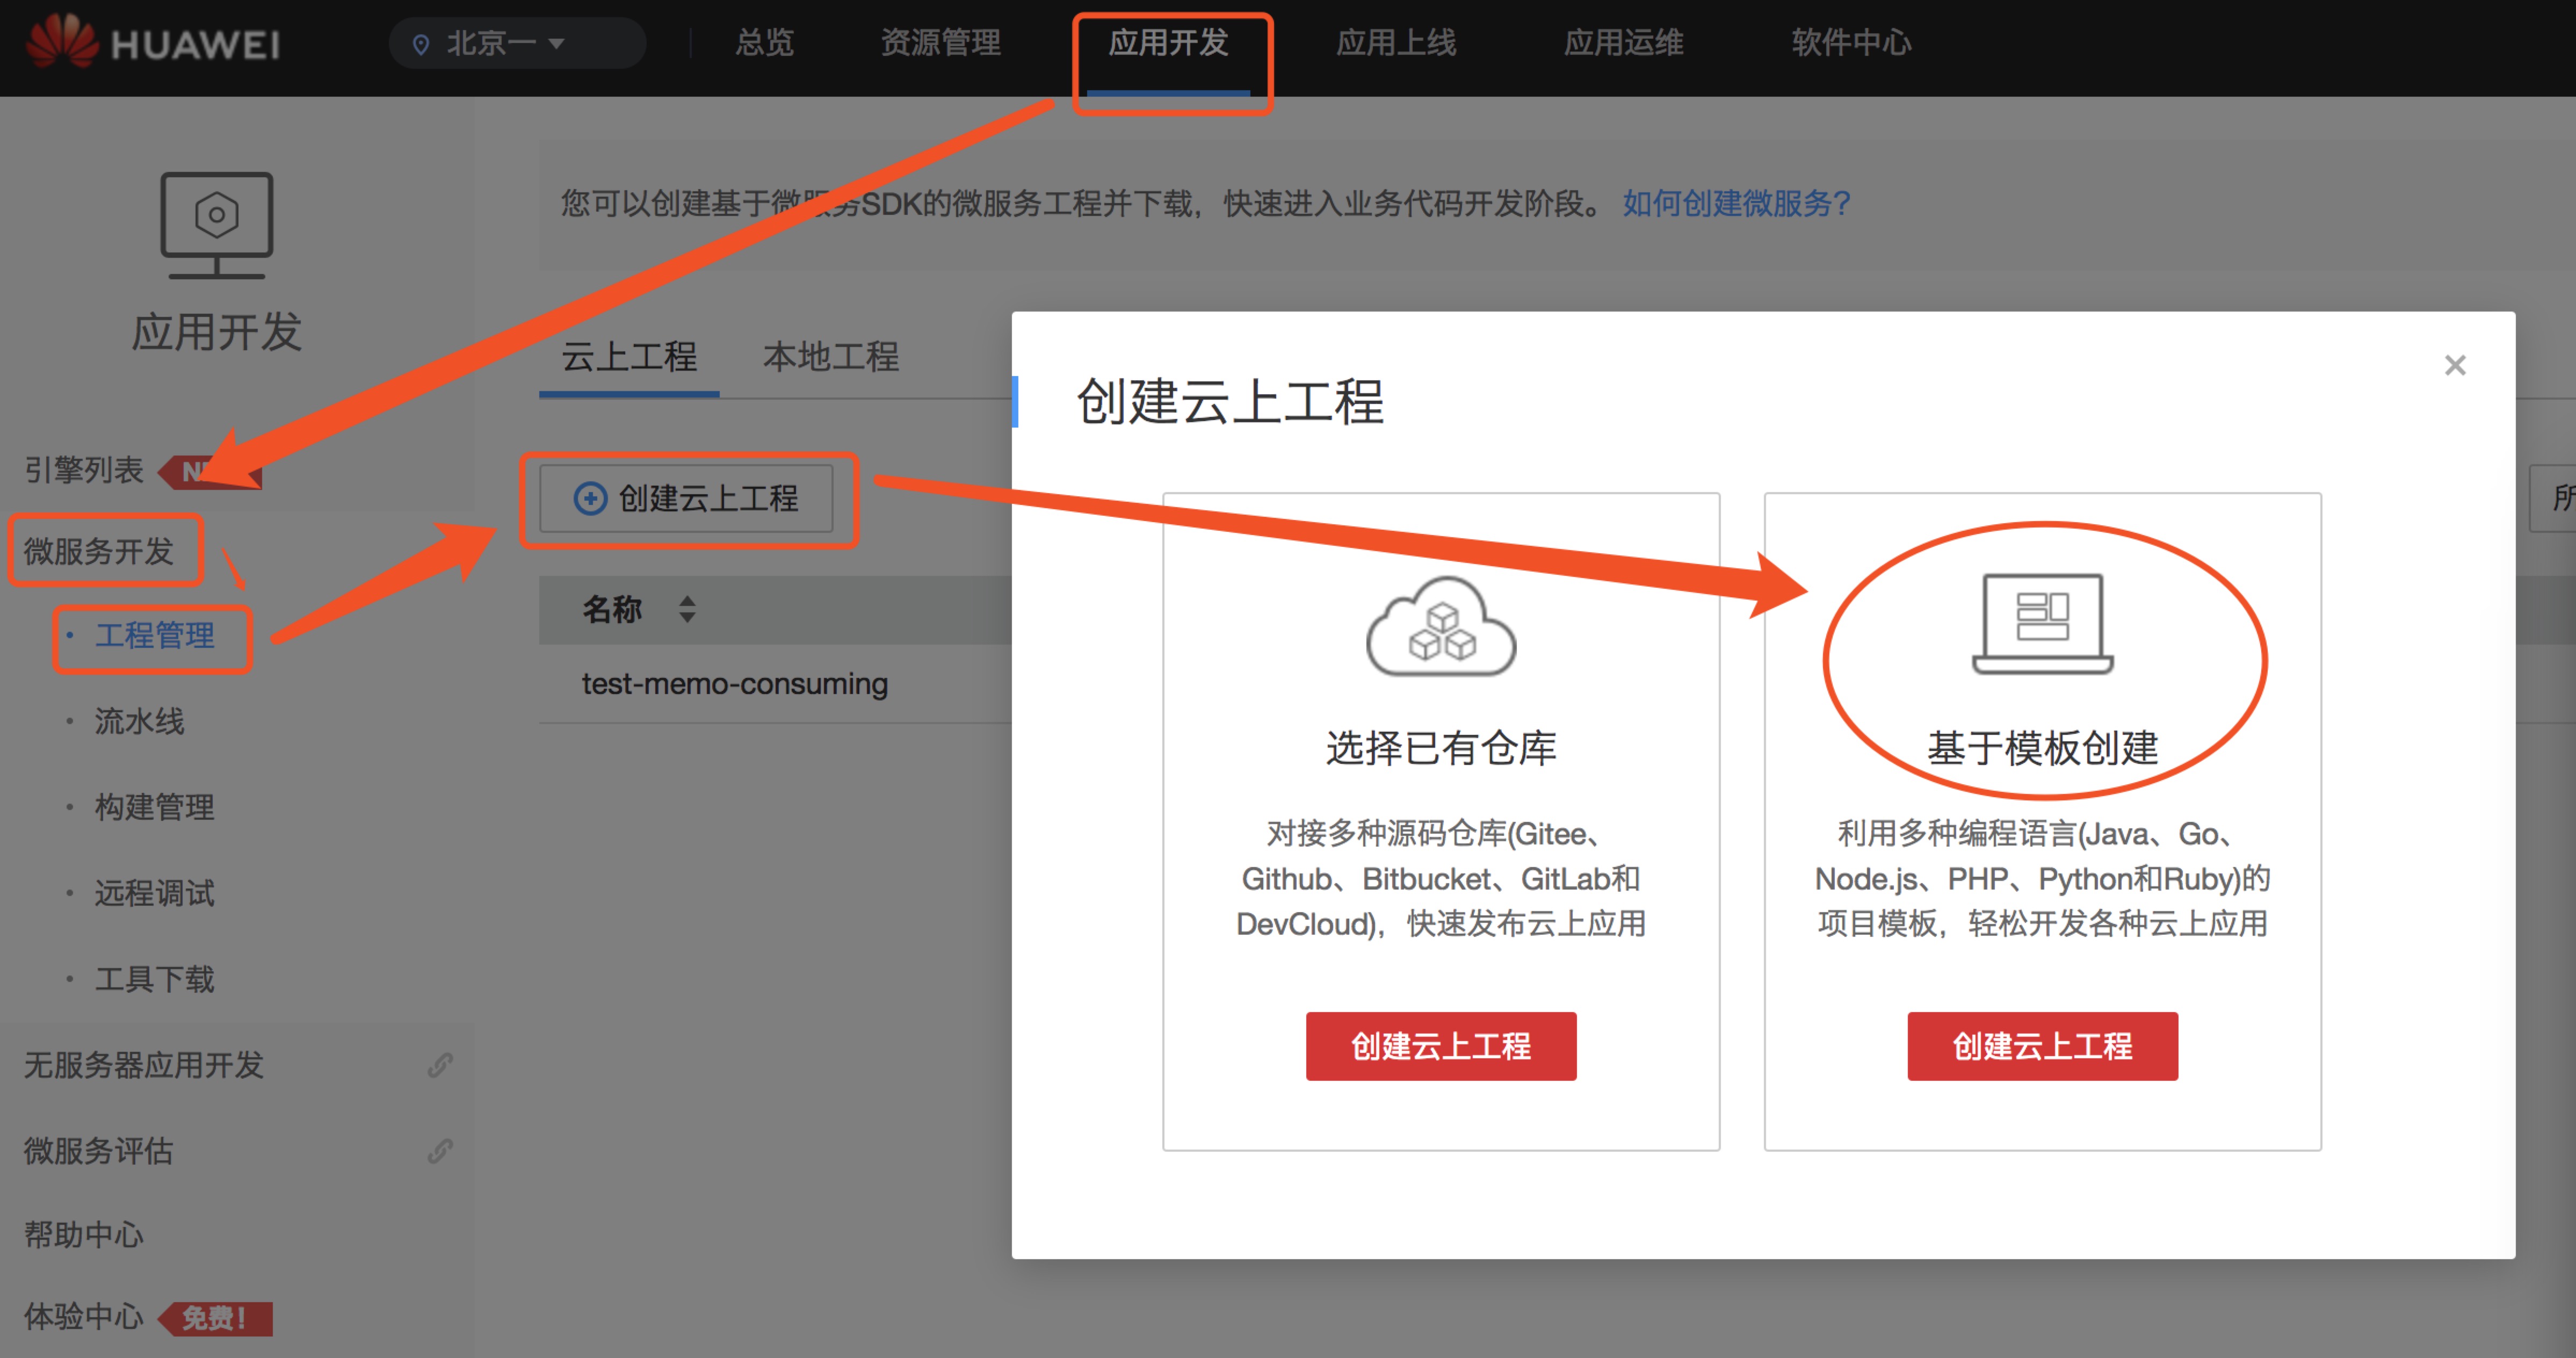 HUAWEI
北京一
总览
资源管理
应用开发
应用上线
应用运维
软件中心
应用开发
引擎列表
微服务开发
工程管理
流水线
构建管理
远程调试
工具下载
无服务器应用开发
微服务评估
帮助中心
体验中心 免费!
您可以创建基于微服务SDK的微服务工程并下载，快速进入业务代码开发阶段。 如何创建微服务?
云上工程
本地工程
创建云上工程
所
名称
test-memo-consuming
创建云上工程
选择已有仓库
对接多种源码仓库(Gitee、
Github、Bitbucket、GitLab和
DevCloud)，快速发布云上应用
创建云上工程
基于模板创建
利用多种编程语言(Java、Go、
Node.js、PHP、Python和Ruby)的
项目模板，轻松开发各种云上应用
创建云上工程